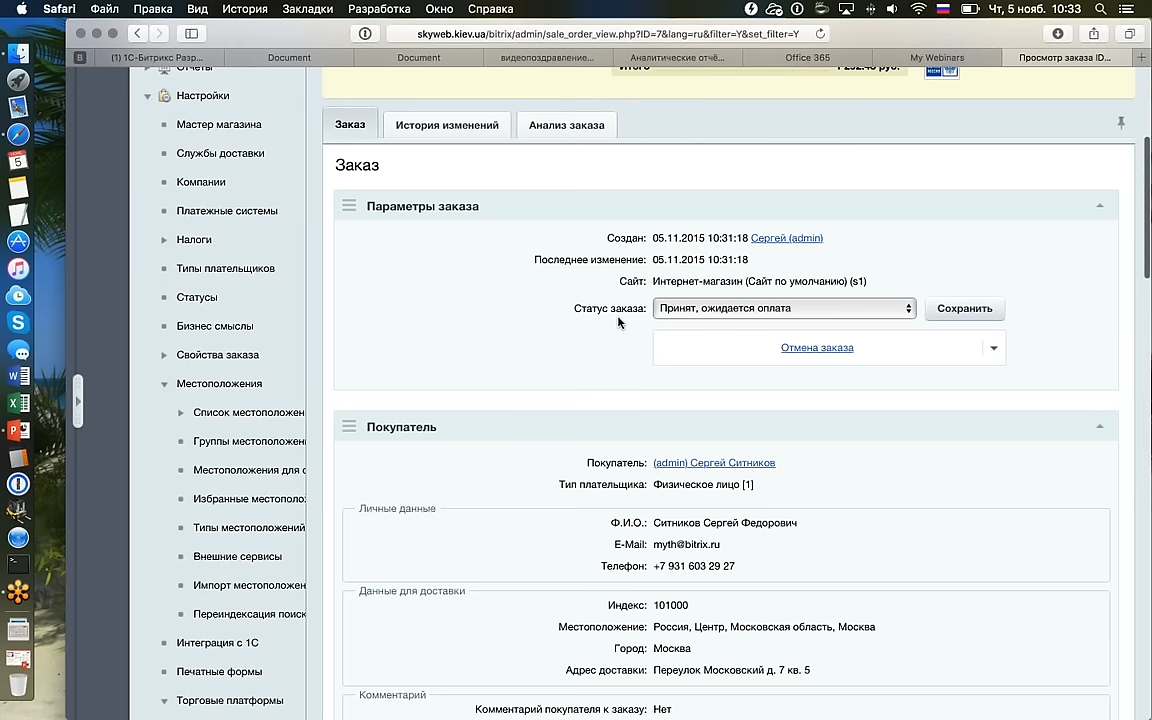 Safari Файл Правка Вид История Закладки Разработка Окно Справка Чт, 5 нояб. 10:33
skyweb.kiev.ua/bitrix/admin/sale_order_view.php?ID=7&lang=ru&filter=Y&set_filter=Y
(1) 1С-Битрикс Разр... Document Document видеопоздравление... Аналитические отчё... Office 365 My Webinars Просмотр заказа ID...
Отчеты
Настройки
Мастер магазина
Службы доставки
Компании
Платежные системы
Налоги
Типы плательщиков
Статусы
Бизнес смыслы
Свойства заказа
Местоположения
Список местоположен
Группы местоположен
Местоположения для с
Избранные местополо
Типы местоположений
Внешние сервисы
Импорт местоположен
Переиндексация поиск
Интеграция с 1С
Печатные формы
Торговые платформы
Заказ История изменений Анализ заказа
Заказ
Параметры заказа
Создан: 05.11.2015 10:31:18 Сергей (admin)
Последнее изменение: 05.11.2015 10:31:18
Сайт: Интернет-магазин (Сайт по умолчанию) (s1)
Статус заказа: Принят, ожидается оплата Сохранить
Отмена заказа
Покупатель
Покупатель: (admin) Сергей Ситников
Тип плательщика: Физическое лицо [1]
Личные данные
Ф.И.О.: Ситников Сергей Федорович
E-Mail: myth@bitrix.ru
Телефон: +7 931 603 29 27
Данные для доставки
Индекс: 101000
Местоположение: Россия, Центр, Московская область, Москва
Город: Москва
Адрес доставки: Переулок Московский д. 7 кв. 5
Комментарий
Комментарий покупателя к заказу: Нет